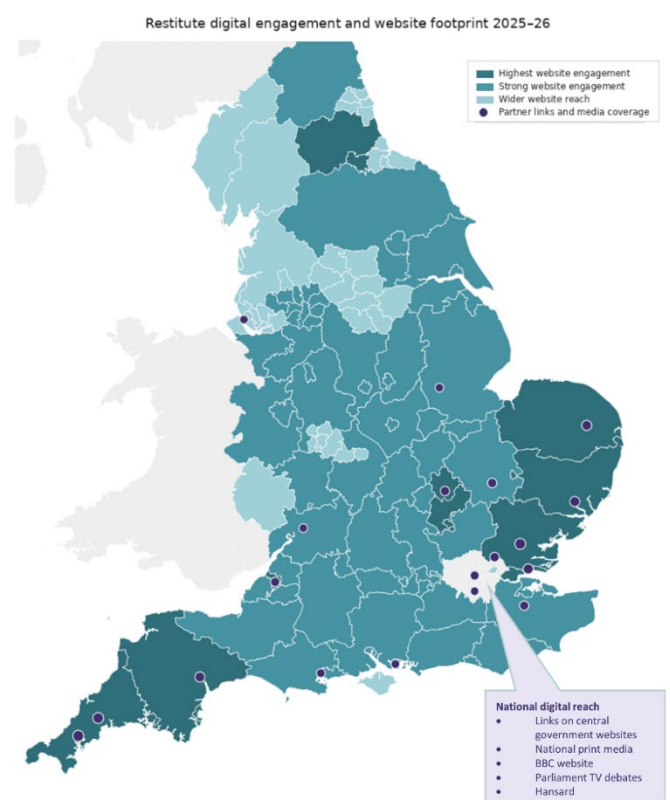 Restitute digital engagement and website footprint 2025–26
Highest website engagement
Strong website engagement
Wider website reach
Partner links and media coverage
National digital reach
• Links on central
government websites
• National print media
• BBC website
• Parliament TV debates
• Hansard